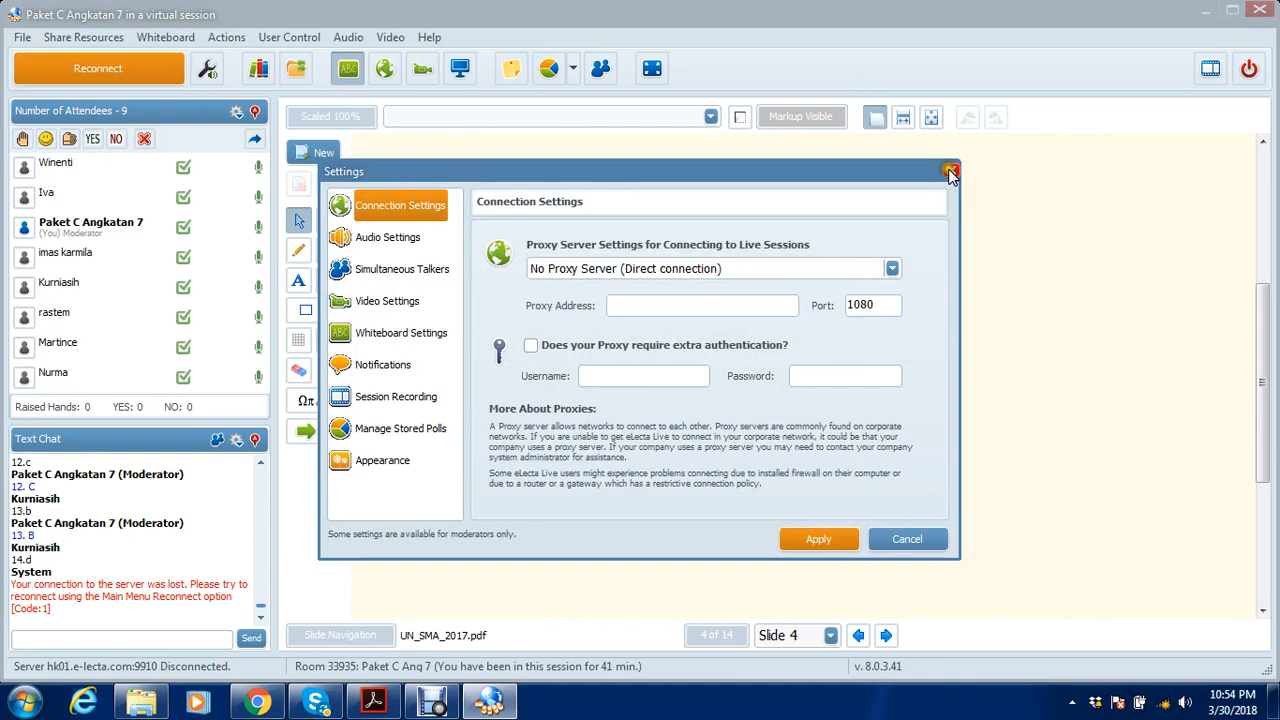 Paket C Angkatan 7 in a virtual session
File Share Resources Whiteboard Actions User Control Audio Video Help
Reconnect
ABC
Number of Attendees - 9
YES NO
Winenti
Iva
Paket C Angkatan 7
(You) Moderator
imas karmila
Kurniasih
rastem
Martince
Nurma
Raised Hands: 0 YES: 0 NO: 0
Text Chat
12.c
Paket C Angkatan 7 (Moderator)
12. C
Kurniasih
13.b
Paket C Angkatan 7 (Moderator)
13. B
Kurniasih
14.d
System
Your connection to the server was lost. Please try to
reconnect using the Main Menu Reconnect option
[Code:1]
Send
Scaled 100%
Markup Visible
New
A
Ωπ
Settings
Connection Settings
Audio Settings
Simultaneous Talkers
Video Settings
ABC Whiteboard Settings
Notifications
Session Recording
Manage Stored Polls
Appearance
Connection Settings
Proxy Server Settings for Connecting to Live Sessions
No Proxy Server (Direct connection)
Proxy Address: Port: 1080
Does your Proxy require extra authentication?
Username: Password:
More About Proxies:
A Proxy server allows networks to connect to each other. Proxy servers are commonly found on corporate
networks. If you are unable to get eLecta Live to connect in your corporate network, it could be that your
company uses a proxy server. If your company uses a proxy server you may need to contact your company
system administrator for assistance.
Some eLecta Live users might experience problems connecting due to installed firewall on their computer or
due to a router or a gateway which has a restrictive connection policy.
Some settings are available for moderators only.
Apply Cancel
Slide Navigation UN_SMA_2017.pdf 4 of 14 Slide 4
Server hk01.e-lecta.com:9910 Disconnected. Room 33935: Paket C Ang 7 (You have been in this session for 41 min.) v. 8.0.3.41
10:54 PM
3/30/2018